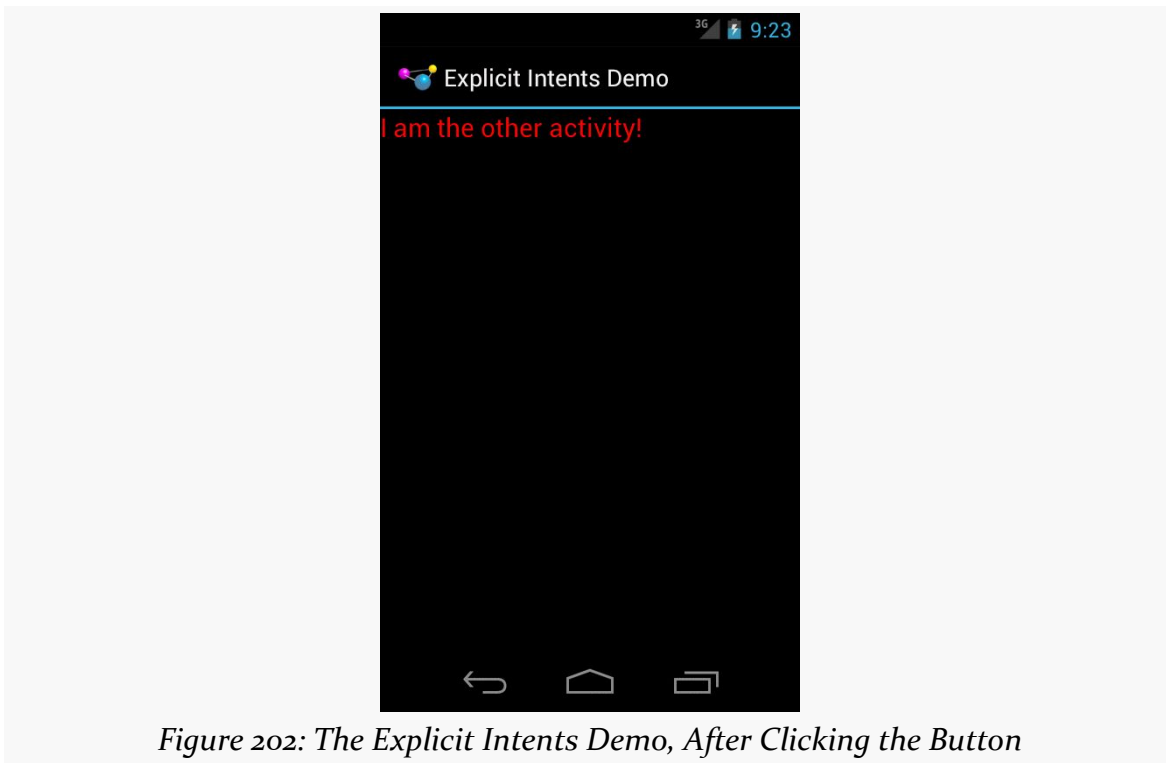 3G 9:23
Explicit Intents Demo
I am the other activity!
Figure 202: The Explicit Intents Demo, After Clicking the Button